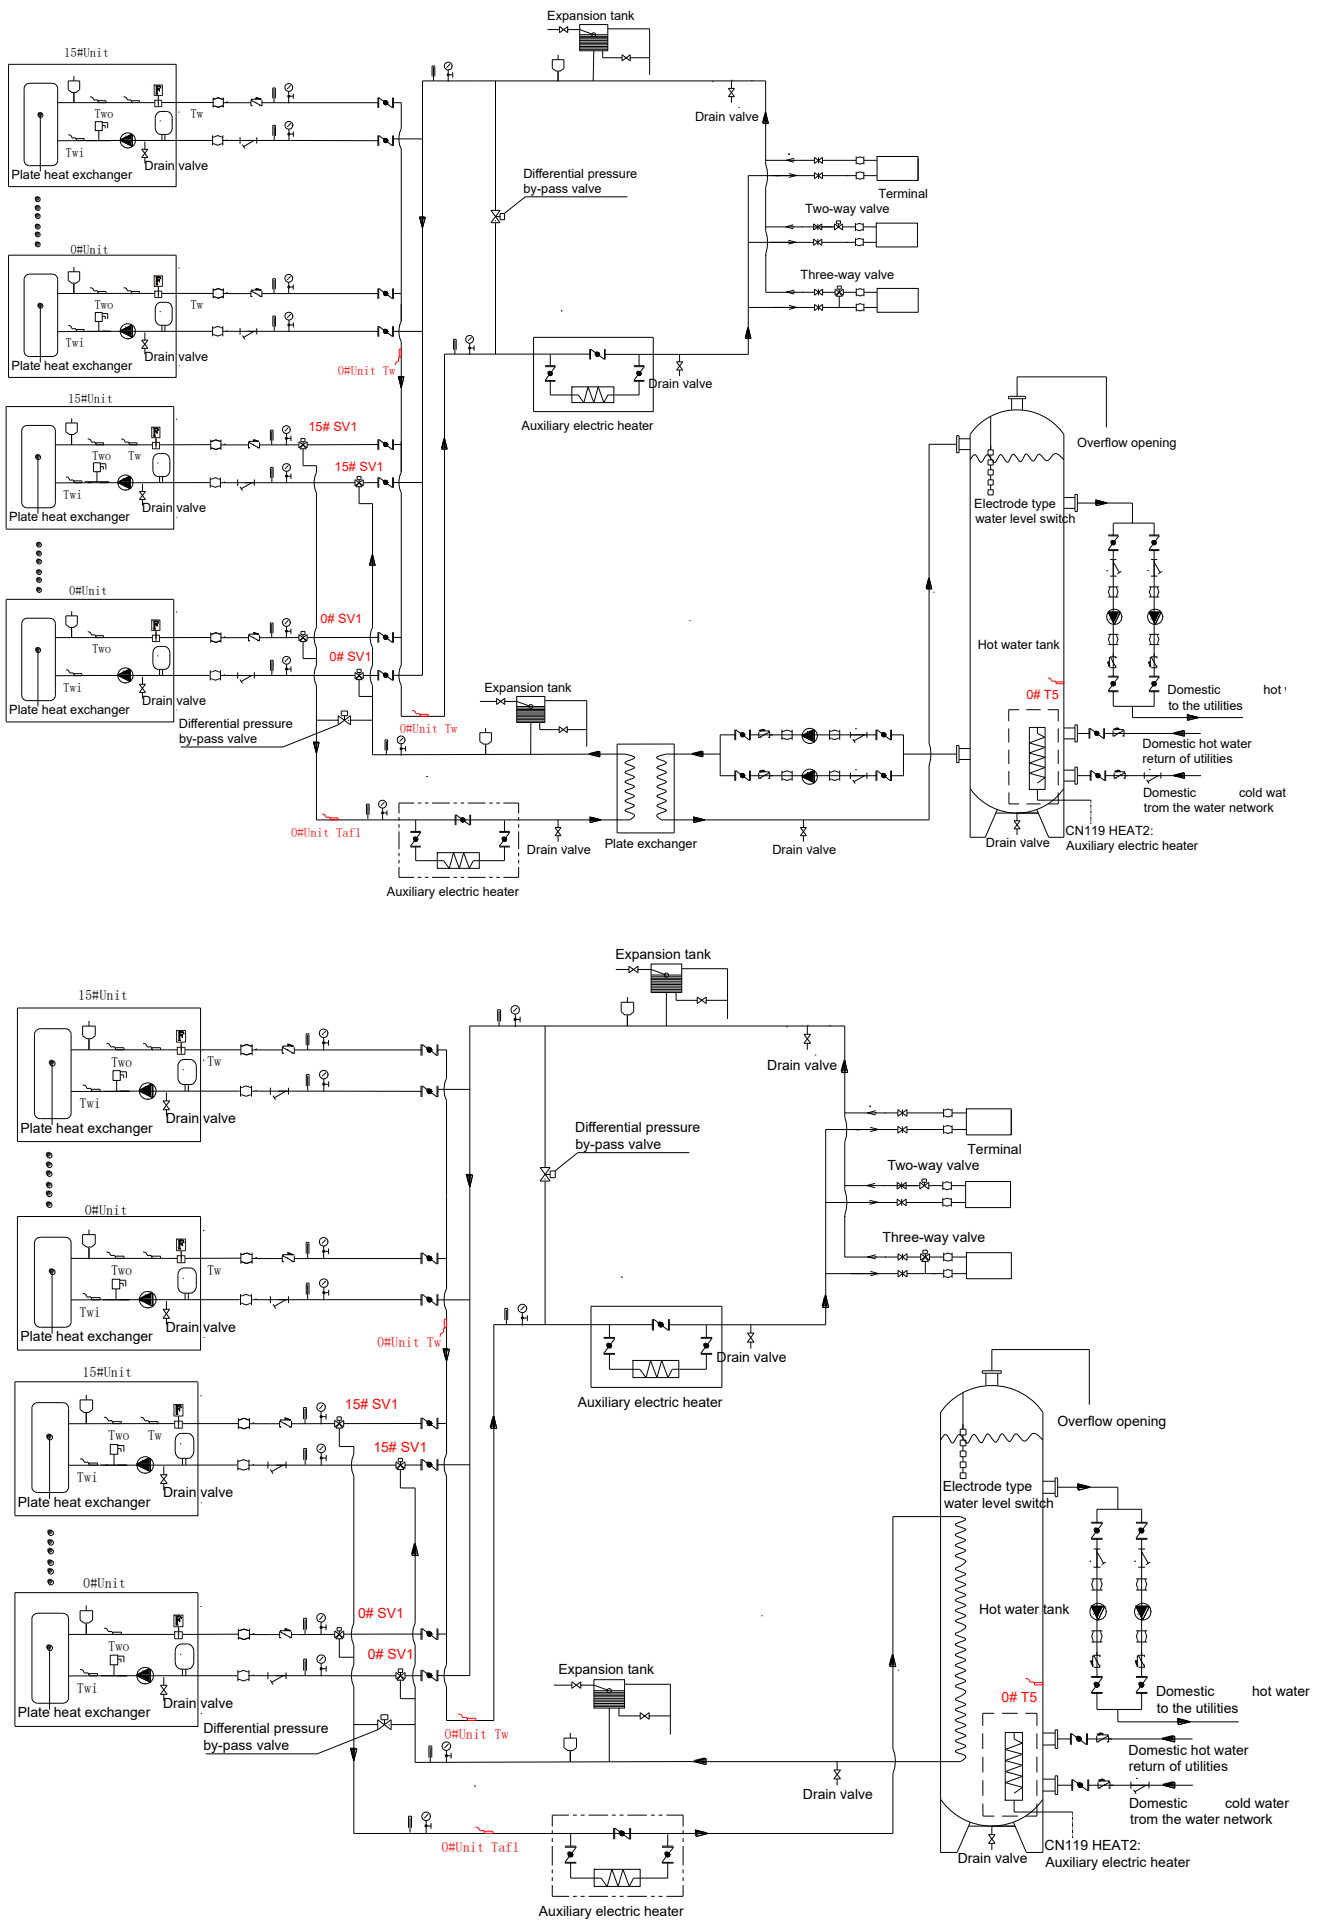 Expansion tank
15#Unit
F
Two
Tw
Drain valve
Twi
Drain valve
Plate heat exchanger
Differential pressure
by-pass valve
Terminal
Two-way valve
0#Unit
F
Two
Tw
Three-way valve
Twi
Drain valve
Plate heat exchanger
0#Unit Tw
Drain valve
15#Unit
Auxiliary electric heater
15# SV1
F
Two
Tw
15# SV1
Overflow opening
Twi
Drain valve
Plate heat exchanger
Electrode type
water level switch
0#Unit
0# SV1
F
Two
0# SV1
Hot water tank
Twi
Drain valve
Plate heat exchanger
Expansion tank
0# T5
Domestic hot
to the utilities
Differential pressure
by-pass valve
0#Unit Tw
Domestic hot water
return of utilities
Domestic cold wat
trom the water network
0#Unit Taf1
Drain valve
Plate exchanger
Drain valve
Drain valve
CN119 HEAT2:
Auxiliary electric heater
Auxiliary electric heater
Expansion tank
15#Unit
F
Two
Tw
Drain valve
Twi
Drain valve
Plate heat exchanger
Differential pressure
by-pass valve
Terminal
Two-way valve
0#Unit
F
Two
Tw
Three-way valve
Twi
Drain valve
Plate heat exchanger
0#Unit Tw
Drain valve
15#Unit
Auxiliary electric heater
15# SV1
F
Two
Tw
15# SV1
Overflow opening
Twi
Drain valve
Plate heat exchanger
Electrode type
water level switch
0#Unit
0# SV1
F
Two
0# SV1
Hot water tank
Twi
Drain valve
Plate heat exchanger
Expansion tank
0# T5
Domestic hot water
to the utilities
Differential pressure
by-pass valve
0#Unit Tw
Domestic hot water
return of utilities
Drain valve
Domestic cold water
trom the water network
0#Unit Taf1
Drain valve
CN119 HEAT2:
Auxiliary electric heater
Auxiliary electric heater